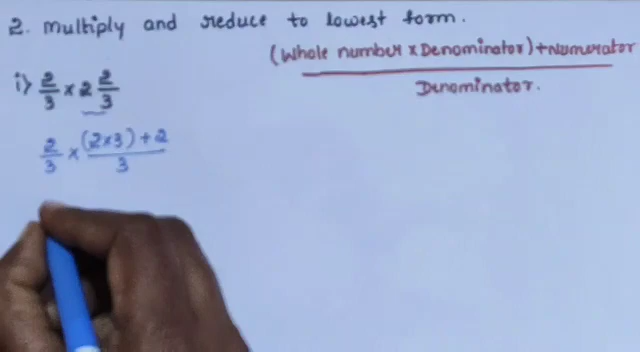 2. multiply and reduce to lowest form.
(Whole number x Denominator) + Numerator
Denominator.
i) 2/3 x 2 2/3
2/3 x (2x3) + 2 / 3